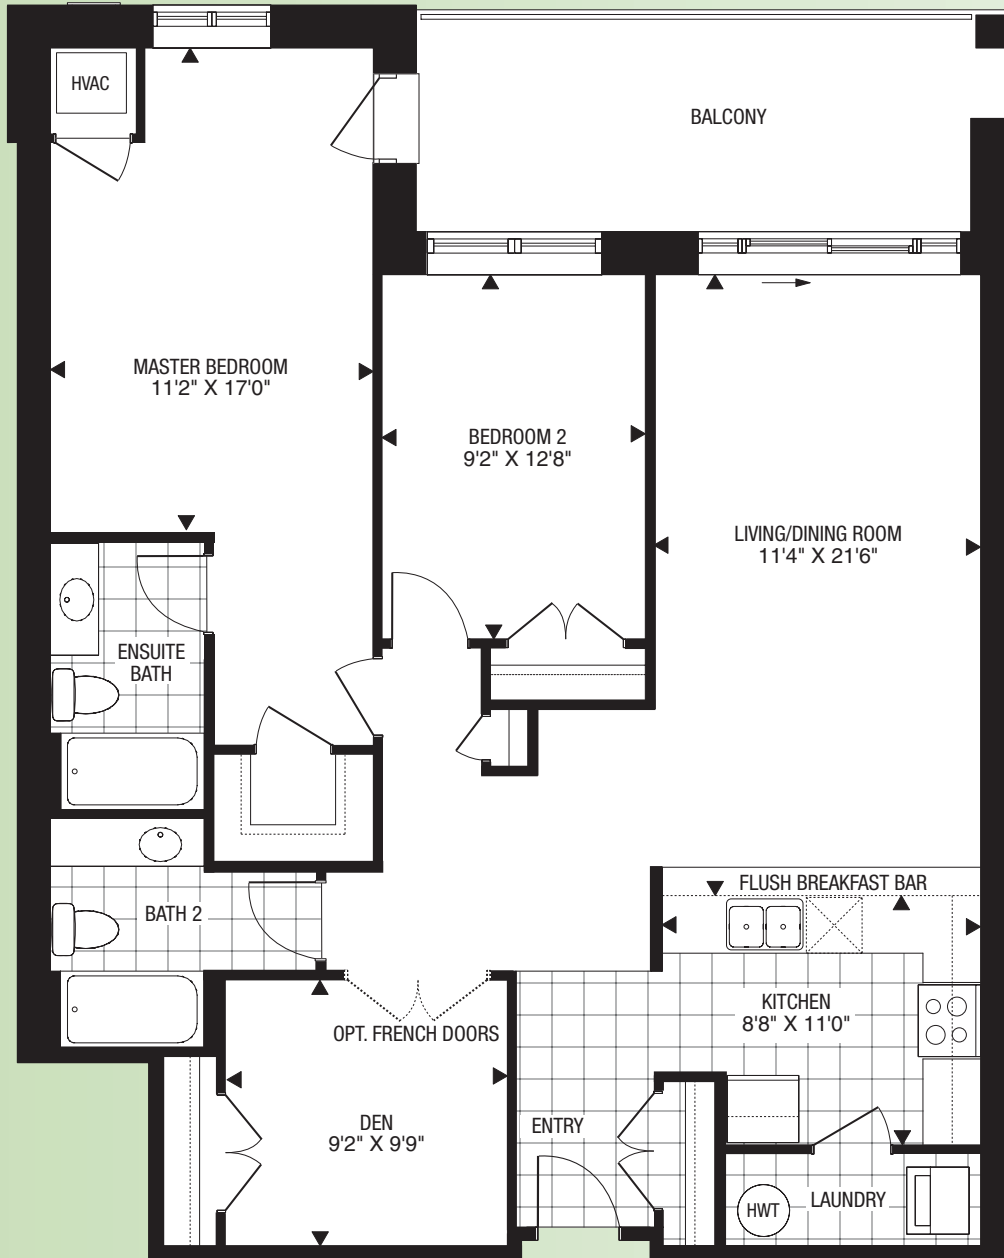 HVAC
BALCONY
MASTER BEDROOM
11'2" X 17'0"
BEDROOM 2
9'2" X 12'8"
LIVING/DINING ROOM
11'4" X 21'6"
ENSUITE
BATH
FLUSH BREAKFAST BAR
BATH 2
KITCHEN
8'8" X 11'0"
OPT. FRENCH DOORS
DEN
9'2" X 9'9"
ENTRY
HWT
LAUNDRY